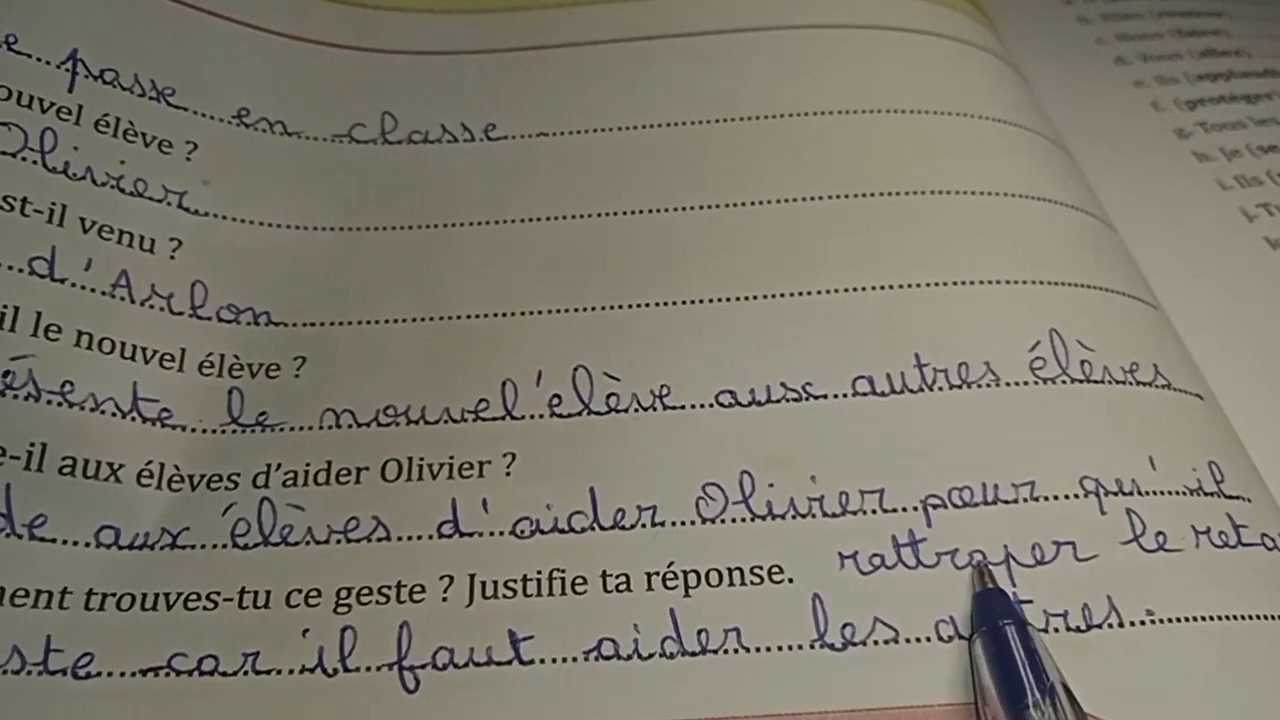 e passe en classe
ouvel élève ?
Olivier
st-il venu ?
d'Arlon
il le nouvel élève ?
ésente le nouvel élève aux autres élèves
e-il aux élèves d'aider Olivier ?
de aux élèves d'aider Olivier pour qu'il
rattraper le reta
ent trouves-tu ce geste ? Justifie ta réponse.
ste car il faut aider les autres.